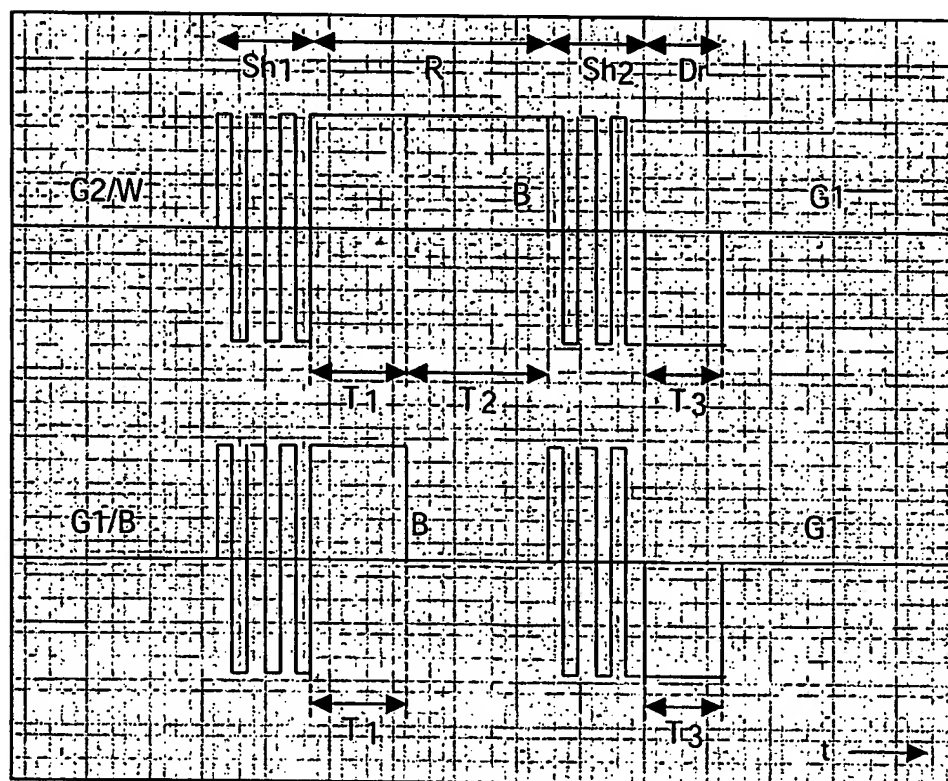 Sh1 R Sh2 Dr
G2/W B G1
T1 T2 T3
G1/B B G1
T1 T3
t